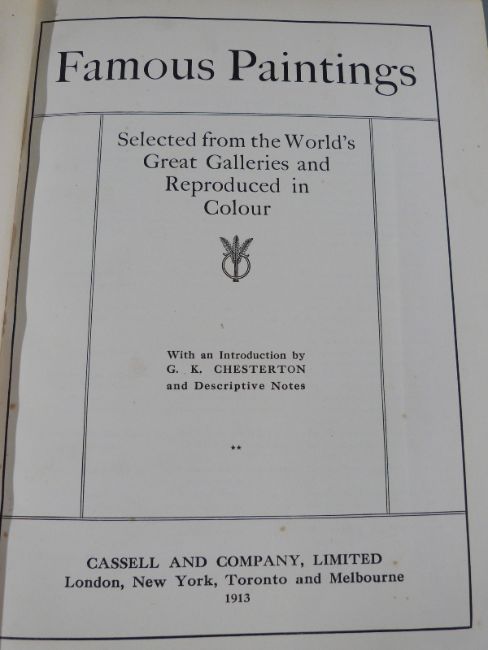 Famous Paintings
Selected from the World's
Great Galleries and
Reproduced in
Colour
With an Introduction by
G. K. CHESTERTON
and Descriptive Notes
**
CASSELL AND COMPANY, LIMITED
London, New York, Toronto and Melbourne
1913